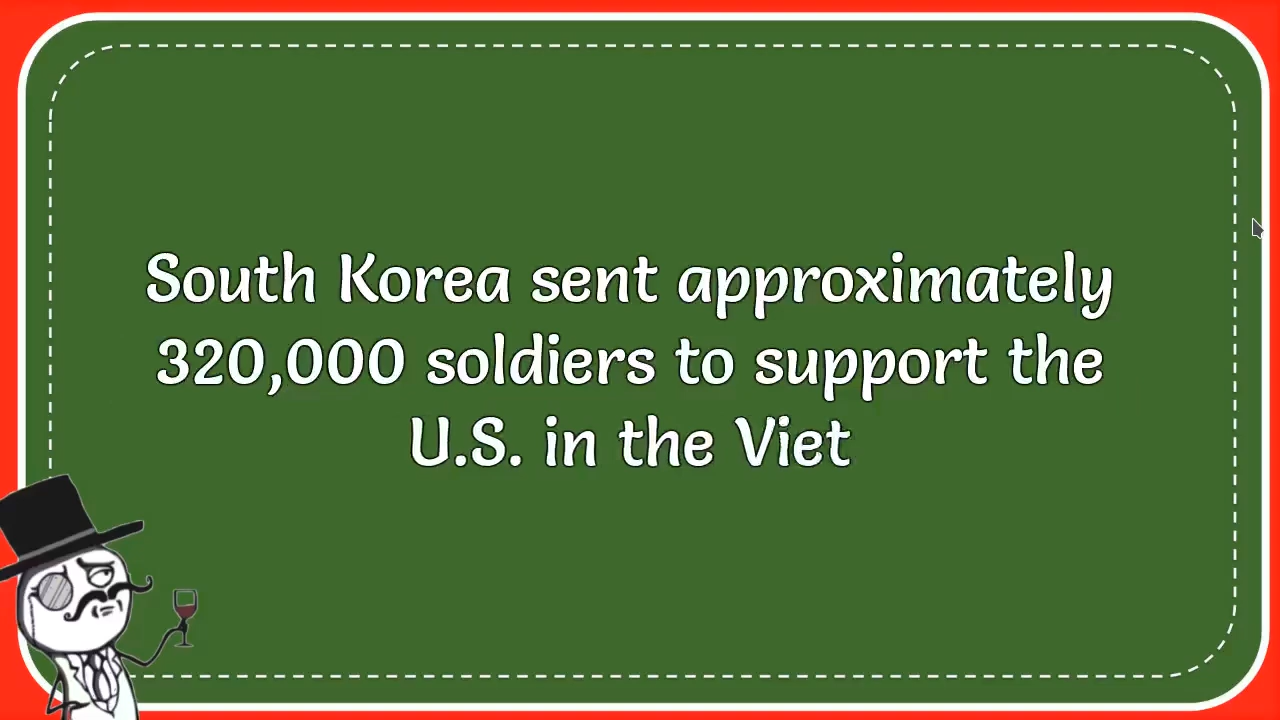 South Korea sent approximately
320,000 soldiers to support the
U.S. in the Viet